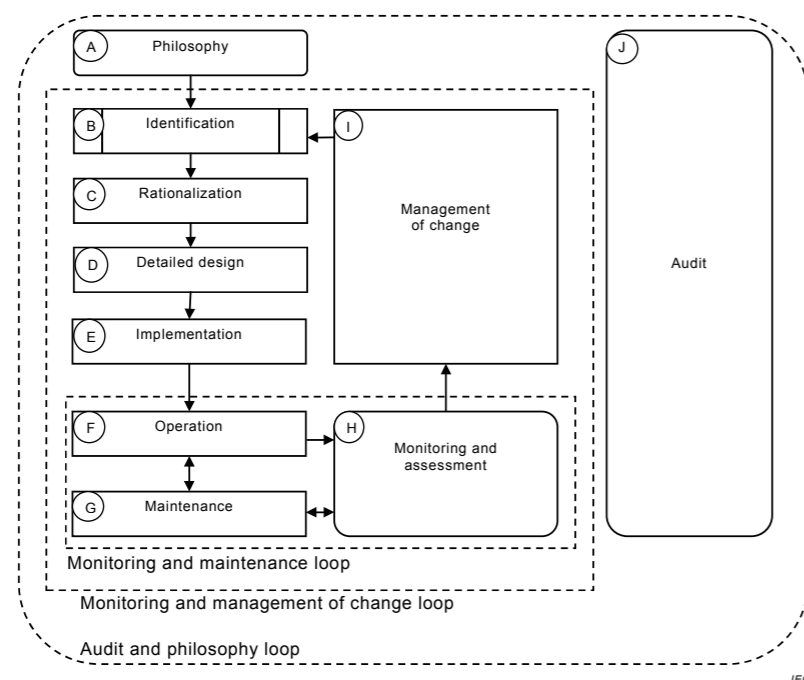 A
Philosophy
B
Identification
C
Rationalization
D
Detailed design
E
Implementation
F
Operation
G
Maintenance
H
Monitoring and
assessment
I
Management
of change
J
Audit
Monitoring and maintenance loop
Monitoring and management of change loop
Audit and philosophy loop